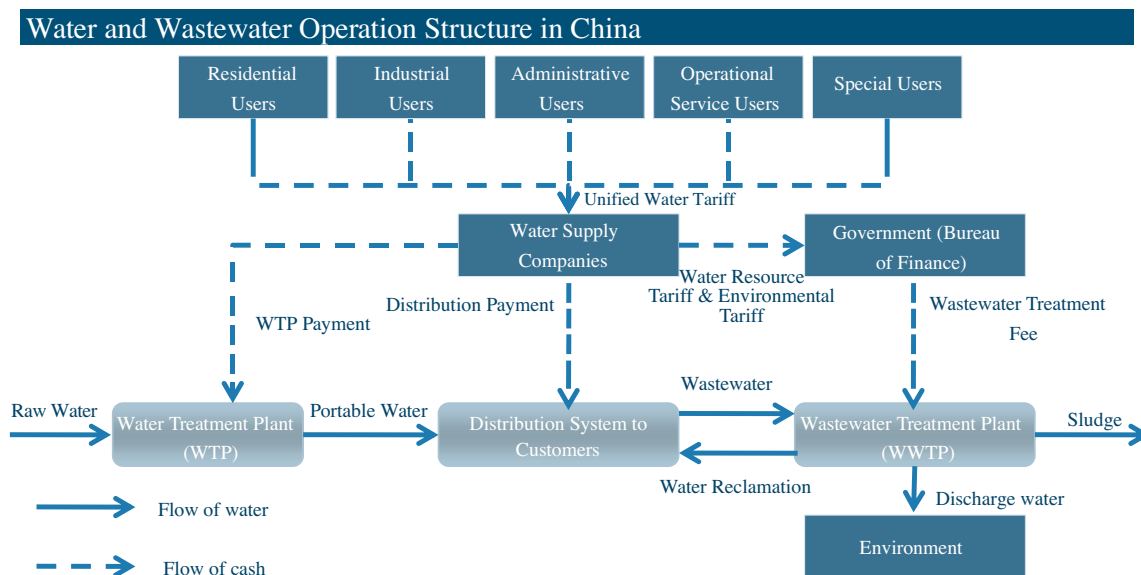 Water and Wastewater Operation Structure in China
Residential
Users
Industrial
Users
Administrative
Users
Operational
Service Users
Special Users
Unified Water Tariff
Water Supply
Companies
Government (Bureau
of Finance)
Water Resource
Tariff & Environmental
Tariff
Distribution Payment
WTP Payment
Wastewater Treatment
Fee
Raw Water
Water Treatment Plant
(WTP)
Portable Water
Distribution System to
Customers
Wastewater
Water Reclamation
Wastewater Treatment Plant
(WWTP)
Sludge
Discharge water
Environment
Flow of water
Flow of cash